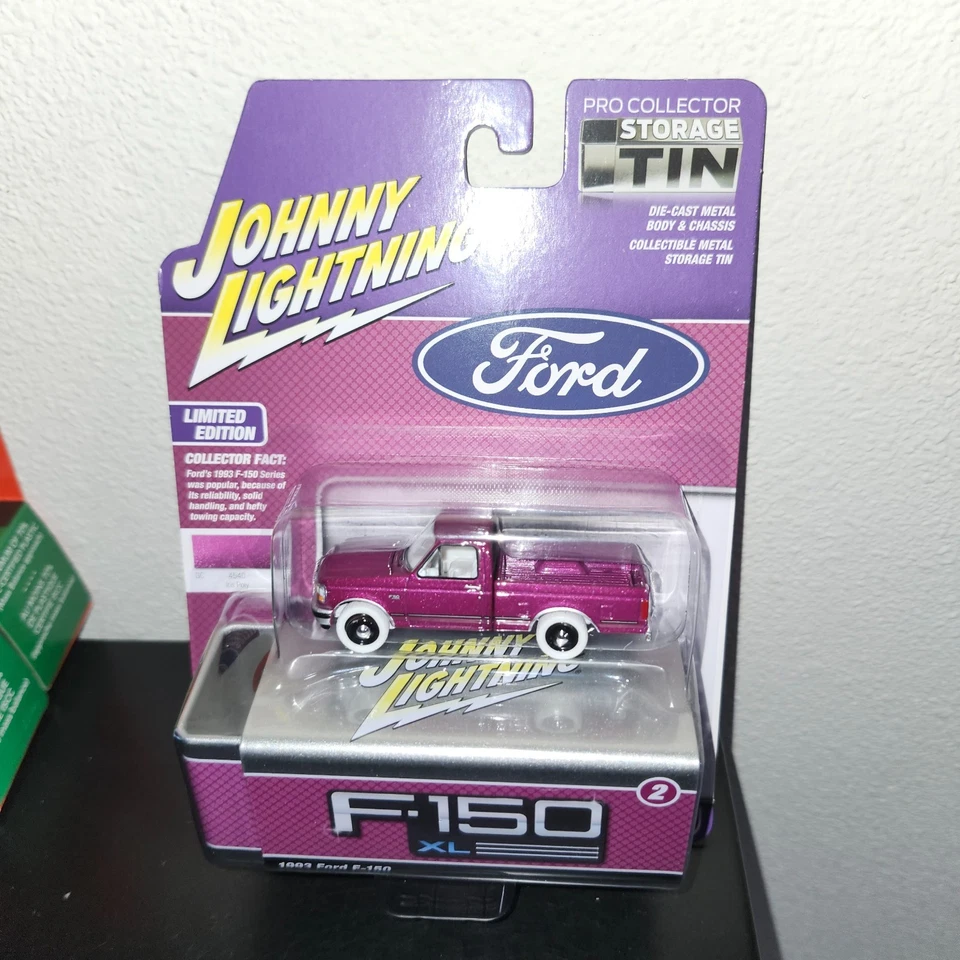 PRO COLLECTOR
STORAGE
TIN
DIE-CAST METAL
BODY & CHASSIS
COLLECTIBLE METAL
STORAGE TIN
JOHNNY
LIGHTNING
Ford
LIMITED
EDITION
COLLECTOR FACT:
Ford's 1993 F-150 Series
was popular, because of
its reliability, solid
handling, and hefty
towing capacity.
JOHNNY
LIGHTNING
2
F-150
XL
1993 Ford F-150